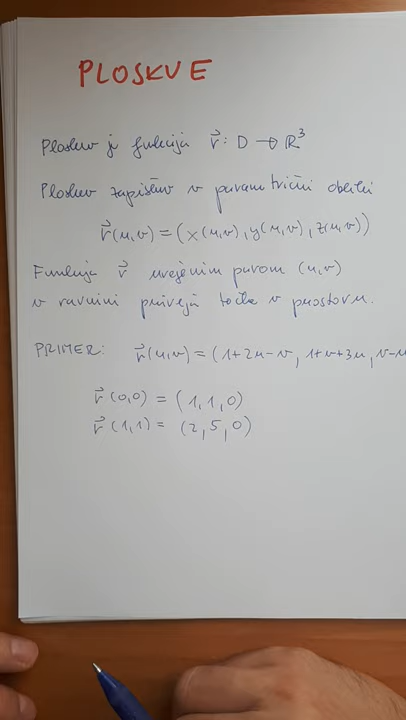 PLOSKVE
Ploskev je funkcija r⃗: D → ℝ³
Ploskev zapišemo v parametrični obliki
r⃗(u,v) = (x(u,v), y(u,v), z(u,v))
Funkcija r⃗ urejenim parom (u,v)
v ravnini priredi točke v prostoru.
PRIMER: r⃗(u,v) = (1+2u-v, 1+v+3u, v-u
r⃗(0,0) = (1,1,0)
r⃗(1,1) = (2,5,0)